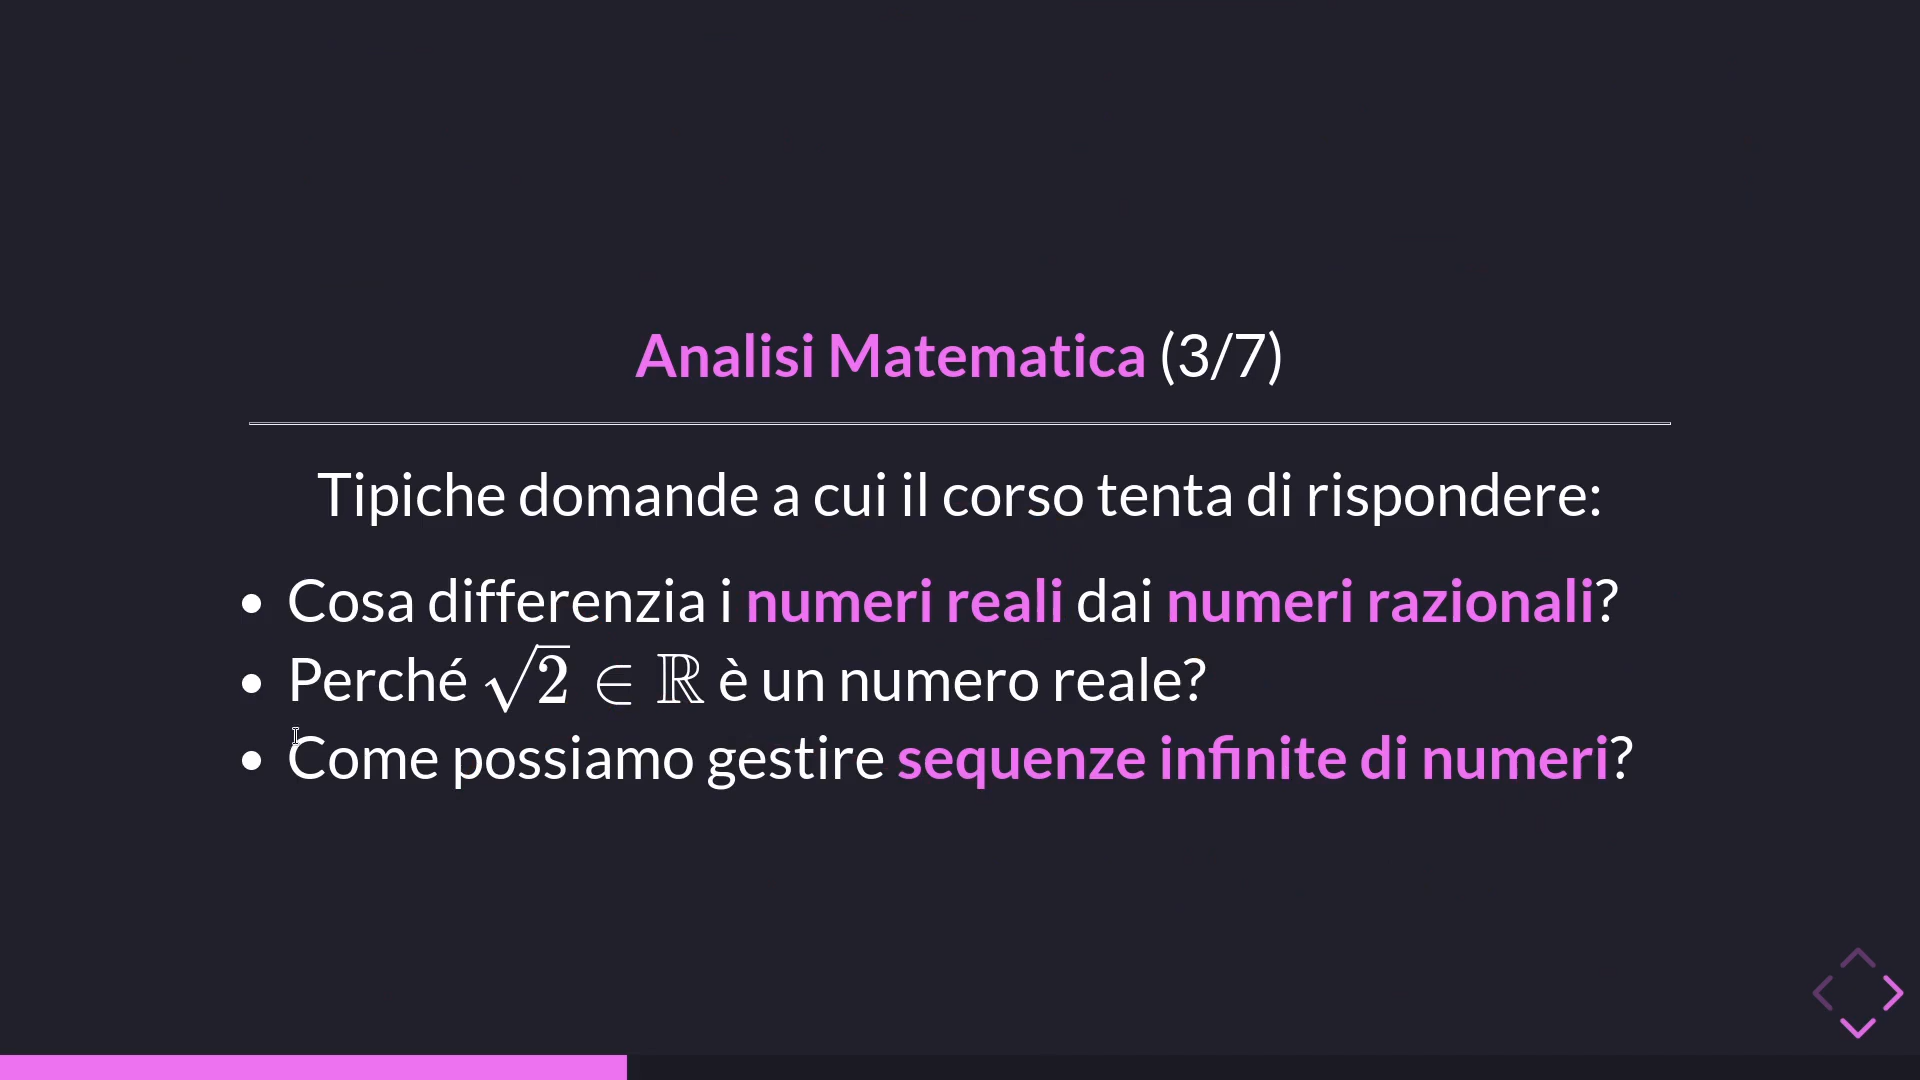 Analisi Matematica (3/7)
Tipiche domande a cui il corso tenta di rispondere:
• Cosa differenzia i numeri reali dai numeri razionali?
• Perché √2 ∈ ℝ è un numero reale?
• Come possiamo gestire sequenze infinite di numeri?